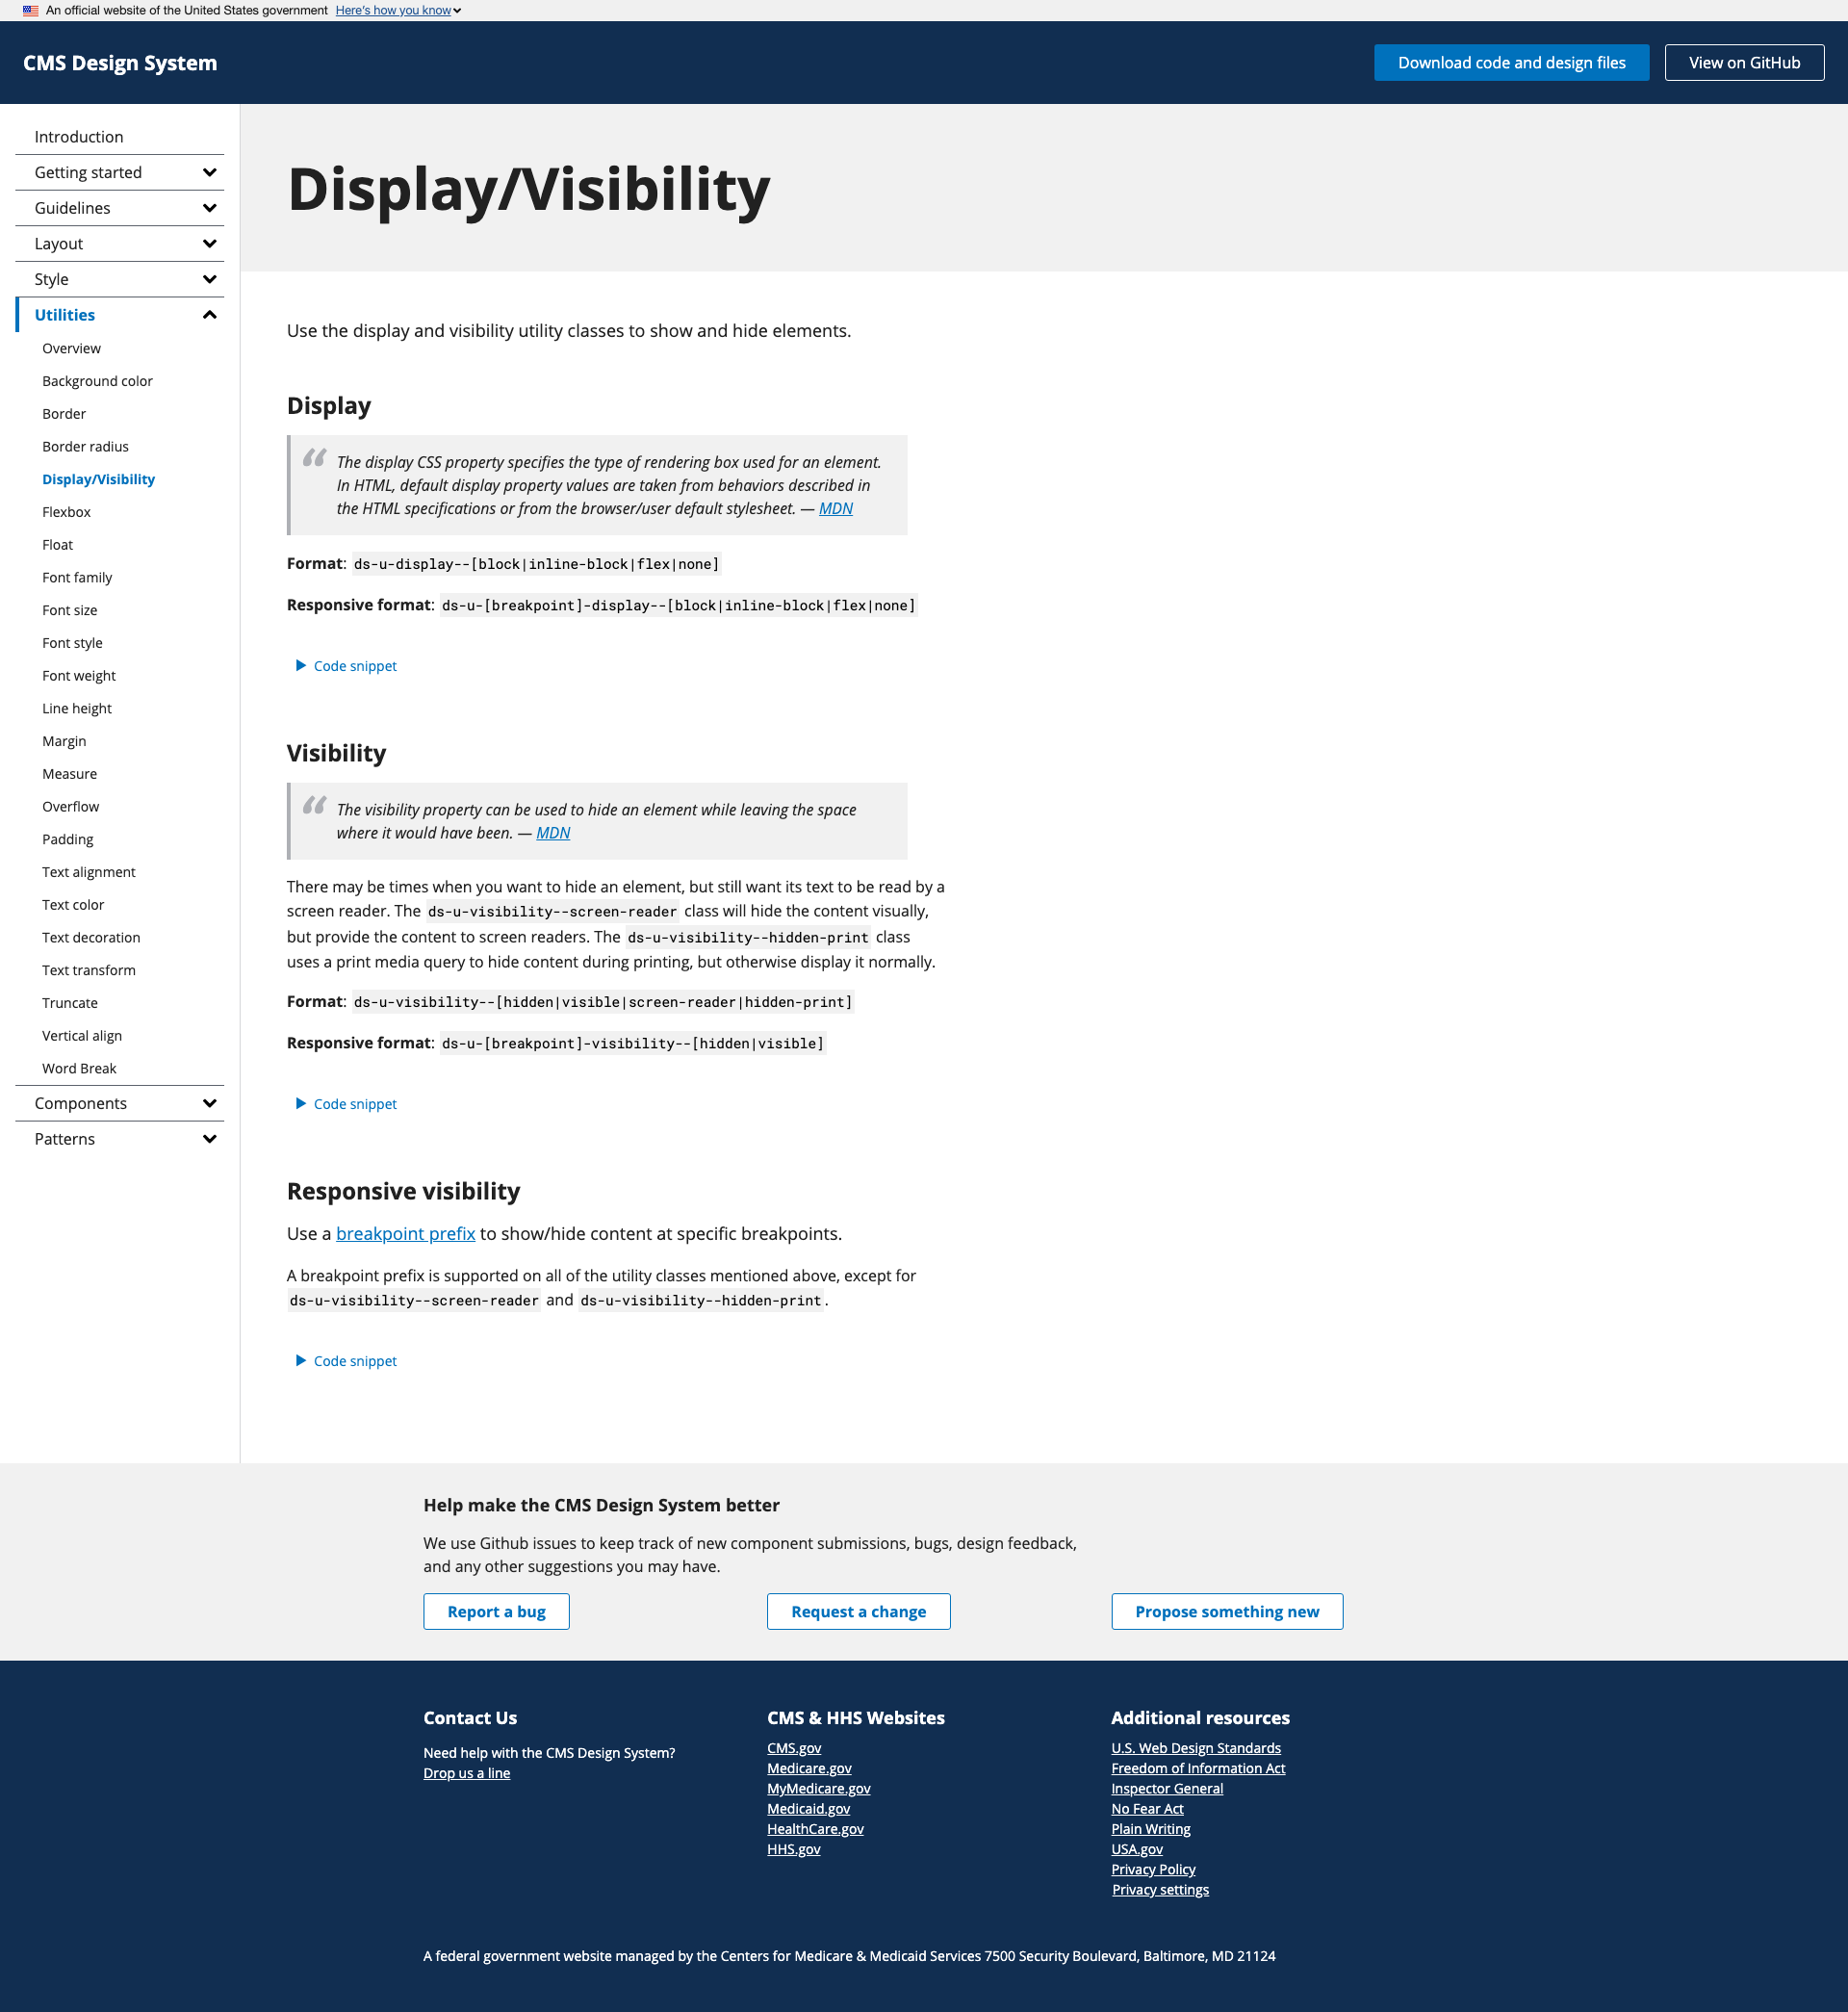 An official website of the United States government Here's how you know
CMS Design System
Download code and design files
View on GitHub
Introduction
Getting started
Guidelines
Layout
Style
Utilities
Overview
Background color
Border
Border radius
Display/Visibility
Flexbox
Float
Font family
Font size
Font style
Font weight
Line height
Margin
Measure
Overflow
Padding
Text alignment
Text color
Text decoration
Text transform
Truncate
Vertical align
Word Break
Components
Patterns
Display/Visibility
Use the display and visibility utility classes to show and hide elements.
Display
“ The display CSS property specifies the type of rendering box used for an element.
In HTML, default display property values are taken from behaviors described in
the HTML specifications or from the browser/user default stylesheet. — MDN
Format: ds-u-display--[block|inline-block|flex|none]
Responsive format: ds-u-[breakpoint]-display--[block|inline-block|flex|none]
Code snippet
Visibility
“ The visibility property can be used to hide an element while leaving the space
where it would have been. — MDN
There may be times when you want to hide an element, but still want its text to be read by a
screen reader. The ds-u-visibility--screen-reader class will hide the content visually,
but provide the content to screen readers. The ds-u-visibility--hidden-print class
uses a print media query to hide content during printing, but otherwise display it normally.
Format: ds-u-visibility--[hidden|visible|screen-reader|hidden-print]
Responsive format: ds-u-[breakpoint]-visibility--[hidden|visible]
Code snippet
Responsive visibility
Use a breakpoint prefix to show/hide content at specific breakpoints.
A breakpoint prefix is supported on all of the utility classes mentioned above, except for
ds-u-visibility--screen-reader and ds-u-visibility--hidden-print.
Code snippet
Help make the CMS Design System better
We use Github issues to keep track of new component submissions, bugs, design feedback,
and any other suggestions you may have.
Report a bug
Request a change
Propose something new
Contact Us
Need help with the CMS Design System?
Drop us a line
CMS & HHS Websites
CMS.gov
Medicare.gov
MyMedicare.gov
Medicaid.gov
HealthCare.gov
HHS.gov
Additional resources
U.S. Web Design Standards
Freedom of Information Act
Inspector General
No Fear Act
Plain Writing
USA.gov
Privacy Policy
Privacy settings
A federal government website managed by the Centers for Medicare & Medicaid Services 7500 Security Boulevard, Baltimore, MD 21124